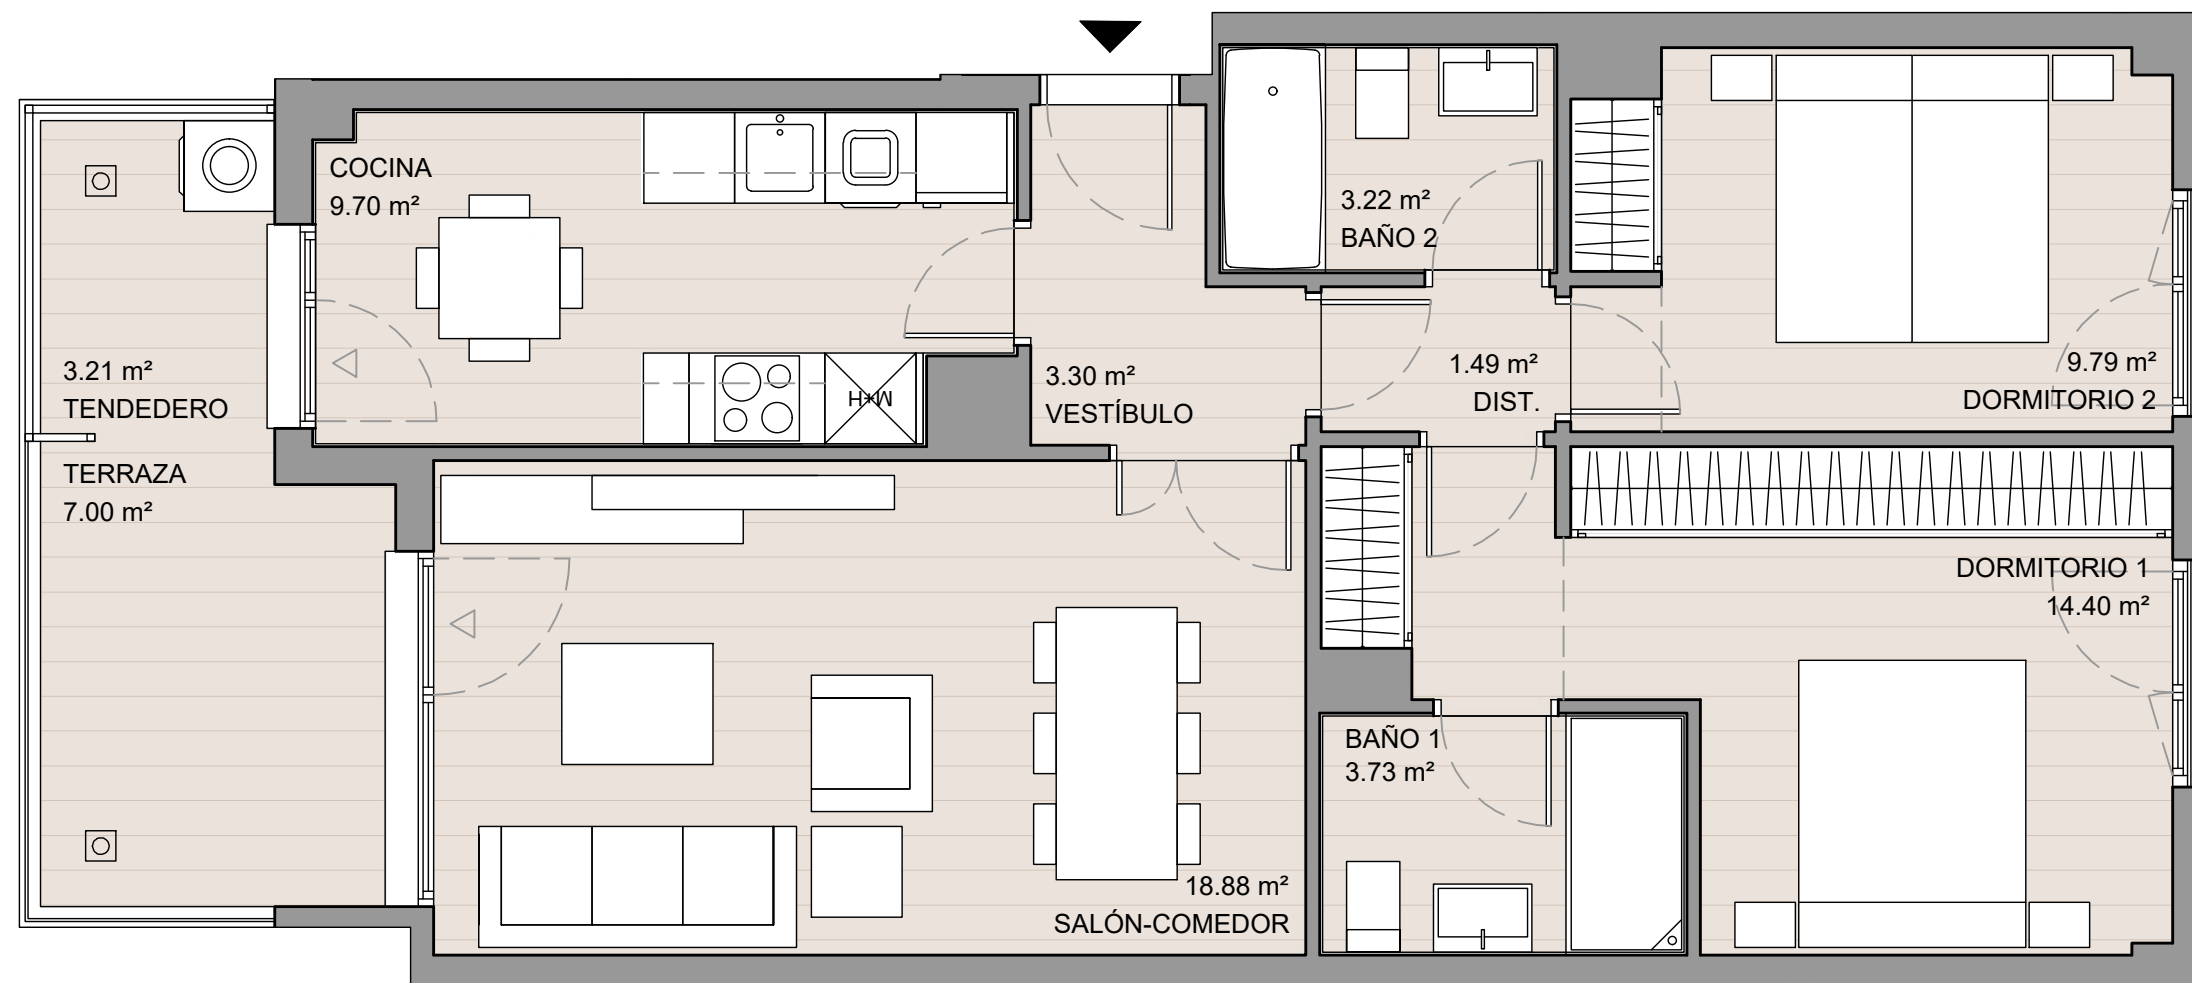 COCINA
9.70 m²
3.22 m²
BAÑO 2
3.21 m²
TENDEDERO
TERRAZA
7.00 m²
M+H
3.30 m²
VESTÍBULO
1.49 m²
DIST.
9.79 m²
DORMITORIO 2
DORMITORIO 1
14.40 m²
BAÑO 1
3.73 m²
18.88 m²
SALÓN-COMEDOR